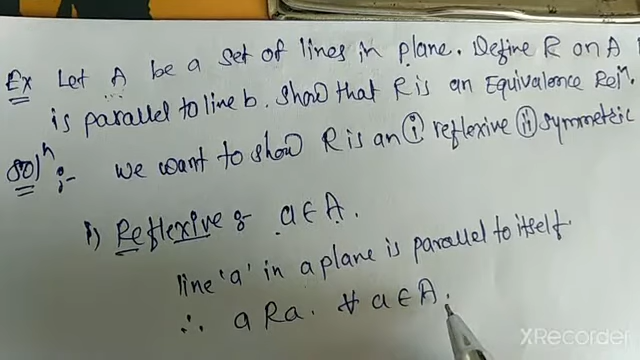 Ex Let A be a set of lines in plane. Define R on A
is parallel to line b. Show that R is an Equivalence Relⁿ.
Solⁿ :- We want to show R is an (i) reflexive (ii) symmetric
1) Reflexive :- a ∈ A.
line 'a' in a plane is parallel to itself.
∴ a R a. ∀ a ∈ A.
XRecorder